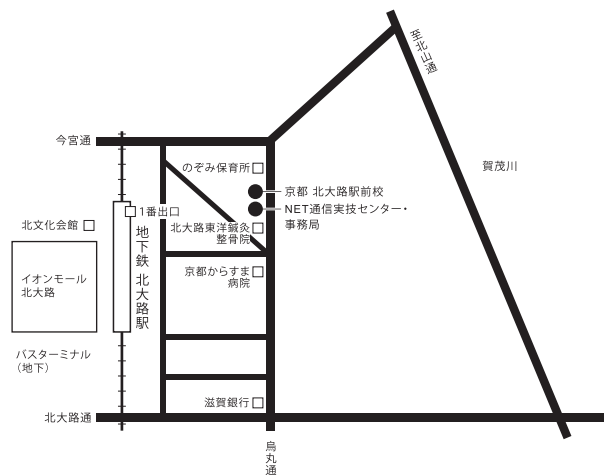 至北山通
今宮通
のぞみ保育所
賀茂川
京都 北大路駅前校
NET通信実技センター・
事務局
1番出口
北文化会館
北大路東洋鍼灸
整骨院
地下鉄 北大路駅
京都からすま
病院
イオンモール
北大路
バスターミナル
（地下）
滋賀銀行
北大路通
烏丸通